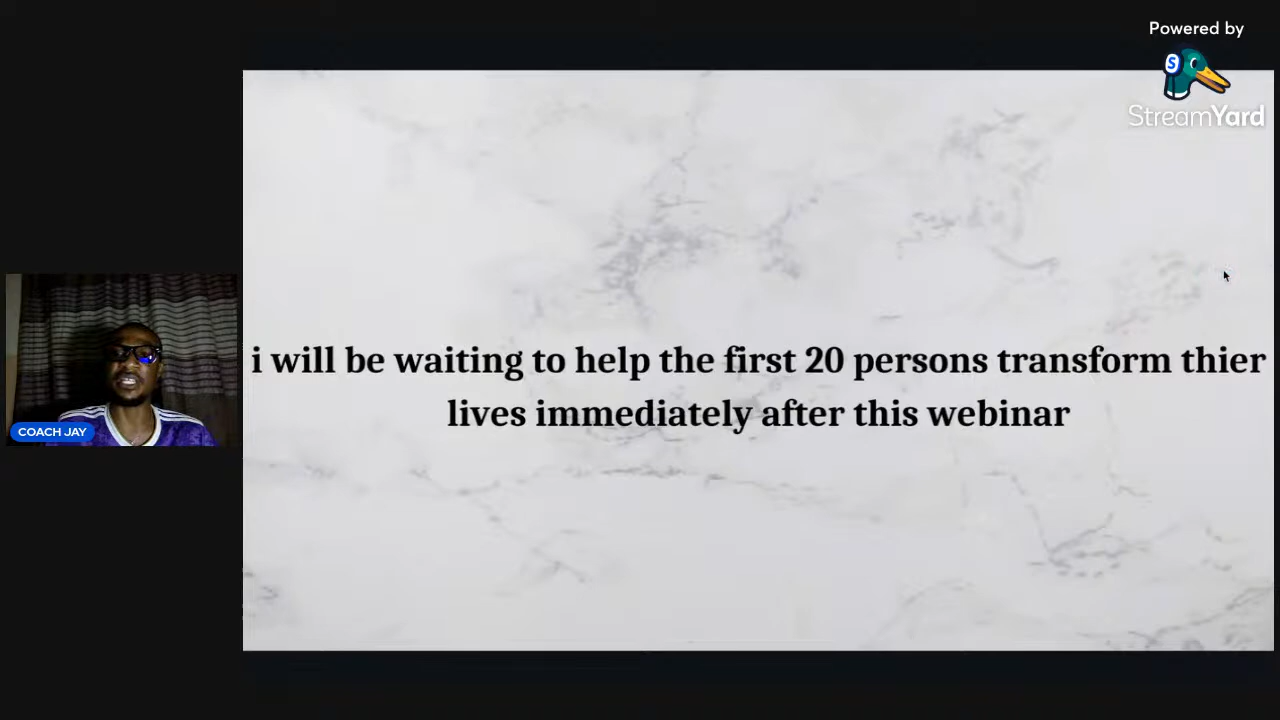 Powered by
S
StreamYard
i will be waiting to help the first 20 persons transform thier
lives immediately after this webinar
COACH JAY